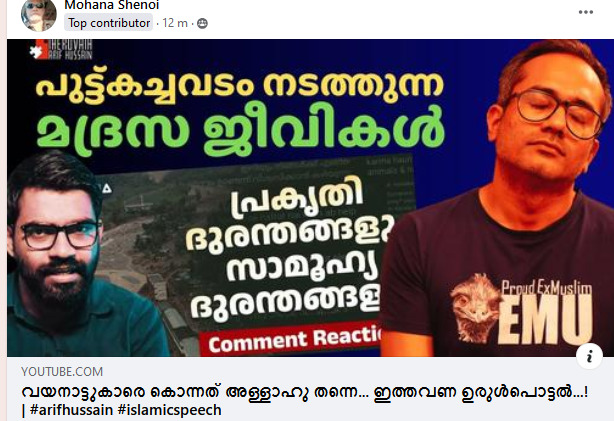 Mohana Shenoi
Top contributor · 12 m ·
THERUVATH
ARIF HUSSAIN
പുട്ട്കച്ചവടം നടത്തുന്ന
മദ്രസ ജീവികൾ
karma
animals & h
പ്രകൃതി
ദുരന്തങ്ങളു
സാമൂഹ്യ
ദുരന്തങ്ങള
Comment Reactio
Proud ExMuslim
EMU
YOUTUBE.COM
വയനാട്ടുകാരെ കൊന്നത് അള്ളാഹു തന്നെ... ഇത്തവണ ഉരുൾപൊട്ടൽ...!
| #arifhussain #islamicspeech